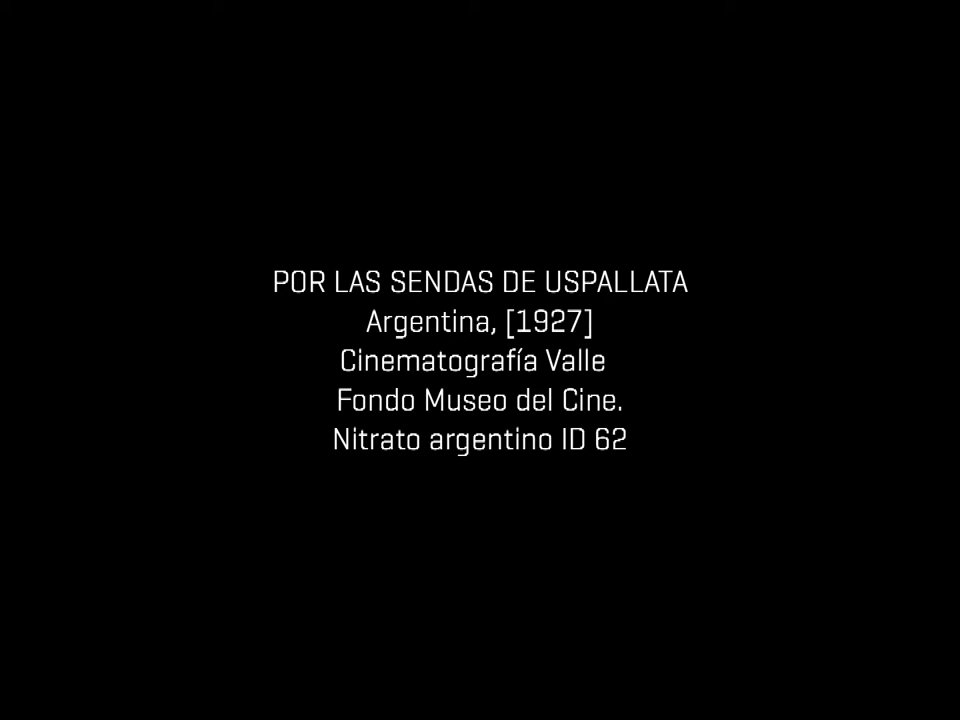 POR LAS SENDAS DE USPALLATA
Argentina, [1927]
Cinematografía Valle
Fondo Museo del Cine.
Nitrato argentino ID 62